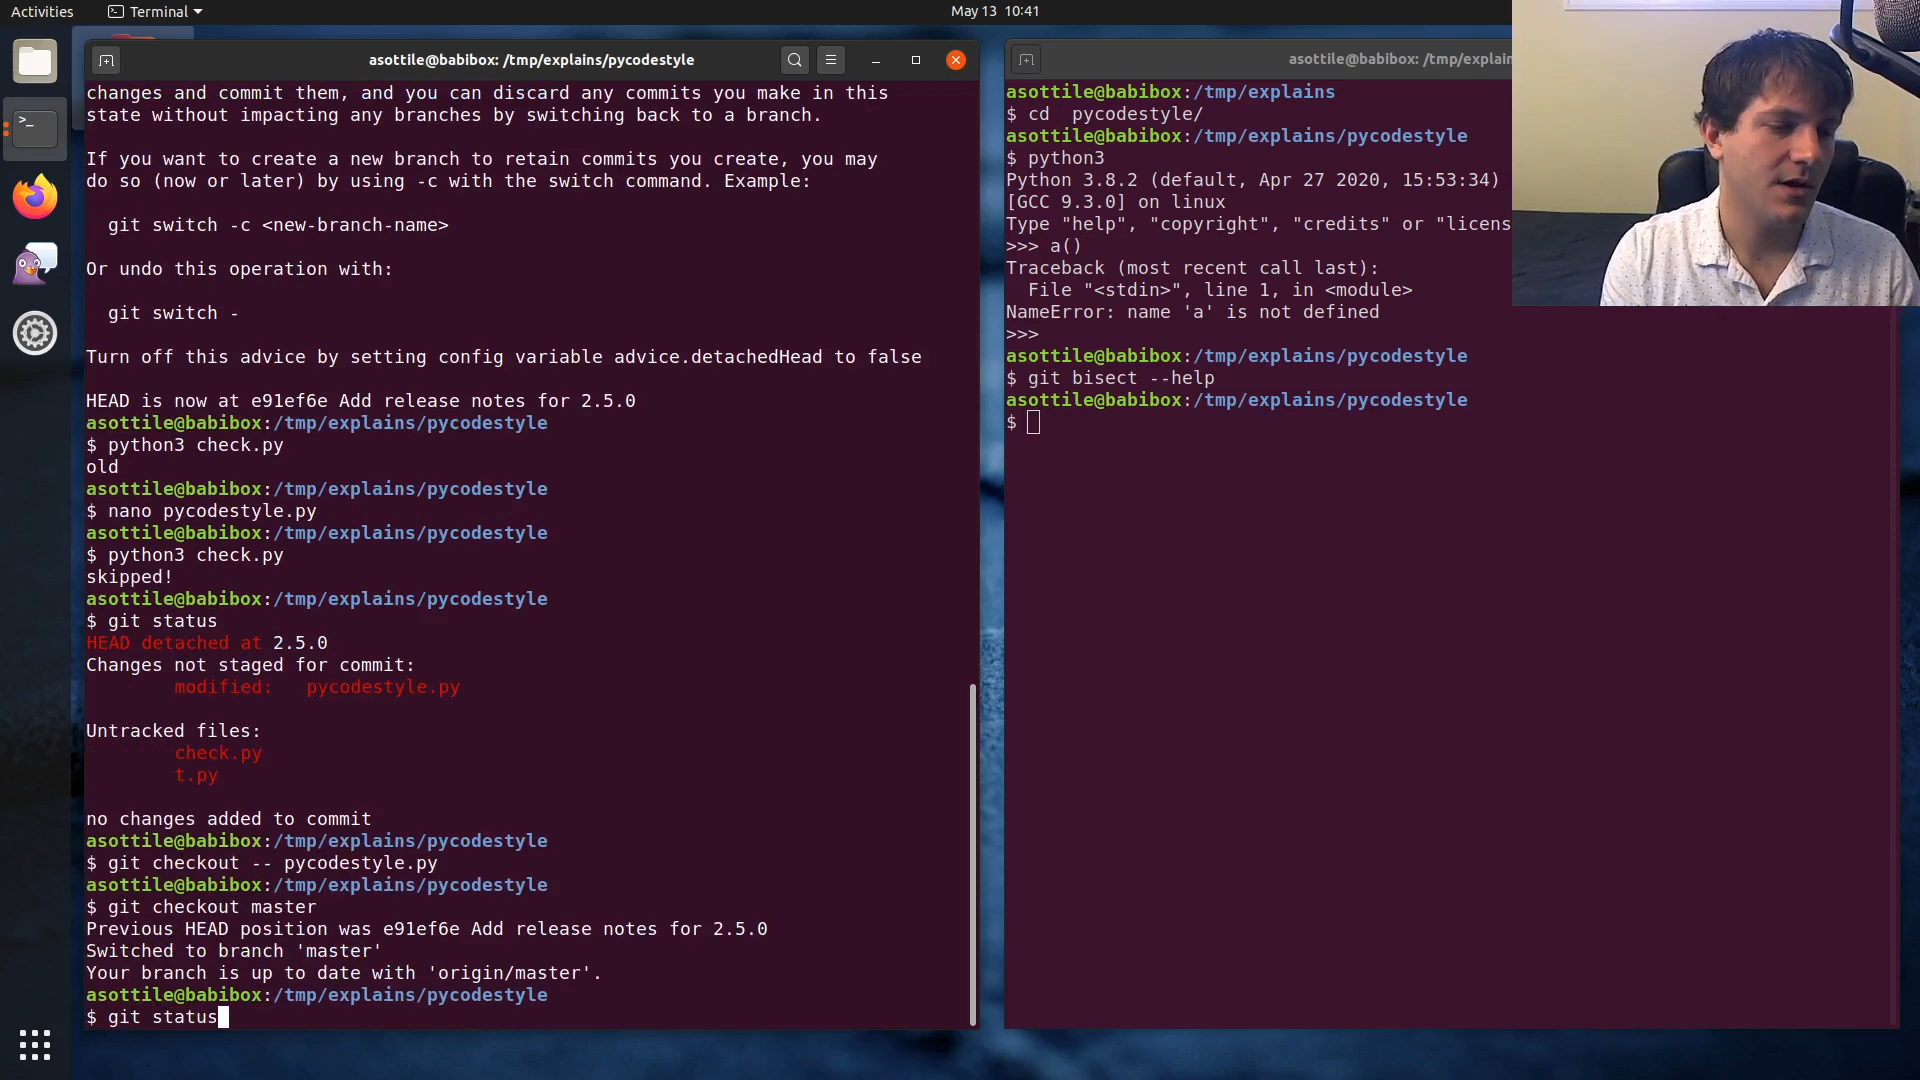 Activities
Terminal
May 13 10:41
asottile@babibox: /tmp/explains/pycodestyle
changes and commit them, and you can discard any commits you make in this
state without impacting any branches by switching back to a branch.
If you want to create a new branch to retain commits you create, you may
do so (now or later) by using -c with the switch command. Example:
git switch -c <new-branch-name>
Or undo this operation with:
git switch -
Turn off this advice by setting config variable advice.detachedHead to false
HEAD is now at e91ef6e Add release notes for 2.5.0
asottile@babibox:/tmp/explains/pycodestyle
$ python3 check.py
old
asottile@babibox:/tmp/explains/pycodestyle
$ nano pycodestyle.py
asottile@babibox:/tmp/explains/pycodestyle
$ python3 check.py
skipped!
asottile@babibox:/tmp/explains/pycodestyle
$ git status
HEAD detached at 2.5.0
Changes not staged for commit:
modified:   pycodestyle.py
Untracked files:
check.py
t.py
no changes added to commit
asottile@babibox:/tmp/explains/pycodestyle
$ git checkout -- pycodestyle.py
asottile@babibox:/tmp/explains/pycodestyle
$ git checkout master
Previous HEAD position was e91ef6e Add release notes for 2.5.0
Switched to branch 'master'
Your branch is up to date with 'origin/master'.
asottile@babibox:/tmp/explains/pycodestyle
$ git status
asottile@babibox: /tmp/explain
asottile@babibox:/tmp/explains
$ cd  pycodestyle/
asottile@babibox:/tmp/explains/pycodestyle
$ python3
Python 3.8.2 (default, Apr 27 2020, 15:53:34)
[GCC 9.3.0] on linux
Type "help", "copyright", "credits" or "licens
>>> a()
Traceback (most recent call last):
File "<stdin>", line 1, in <module>
NameError: name 'a' is not defined
>>>
asottile@babibox:/tmp/explains/pycodestyle
$ git bisect --help
asottile@babibox:/tmp/explains/pycodestyle
$